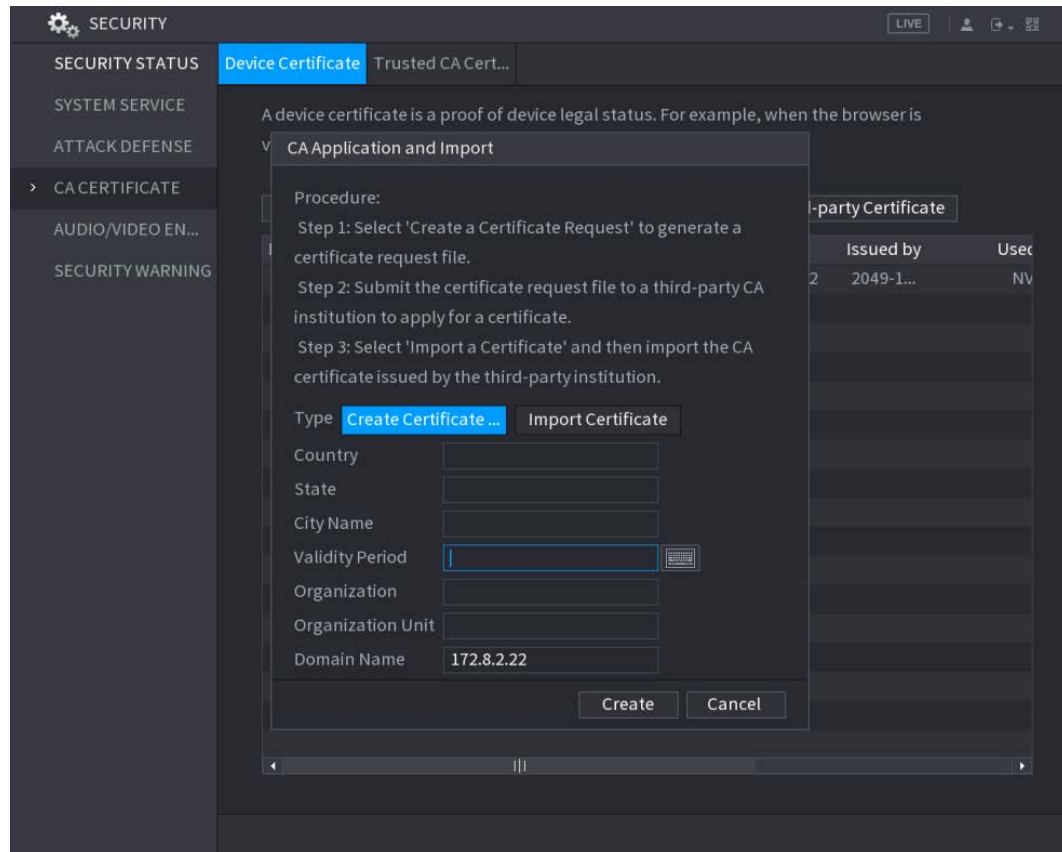 SECURITY
LIVE
SECURITY STATUS
Device Certificate
Trusted CA Cert...
SYSTEM SERVICE
ATTACK DEFENSE
CA CERTIFICATE
AUDIO/VIDEO EN...
SECURITY WARNING
A device certificate is a proof of device legal status. For example, when the browser is
CA Application and Import
Procedure:
Step 1: Select 'Create a Certificate Request' to generate a
certificate request file.
Step 2: Submit the certificate request file to a third-party CA
institution to apply for a certificate.
Step 3: Select 'Import a Certificate' and then import the CA
certificate issued by the third-party institution.
Type Create Certificate ... Import Certificate
Country
State
City Name
Validity Period
Organization
Organization Unit
Domain Name 172.8.2.22
Create Cancel
-party Certificate
Issued by
2 2049-1... NV